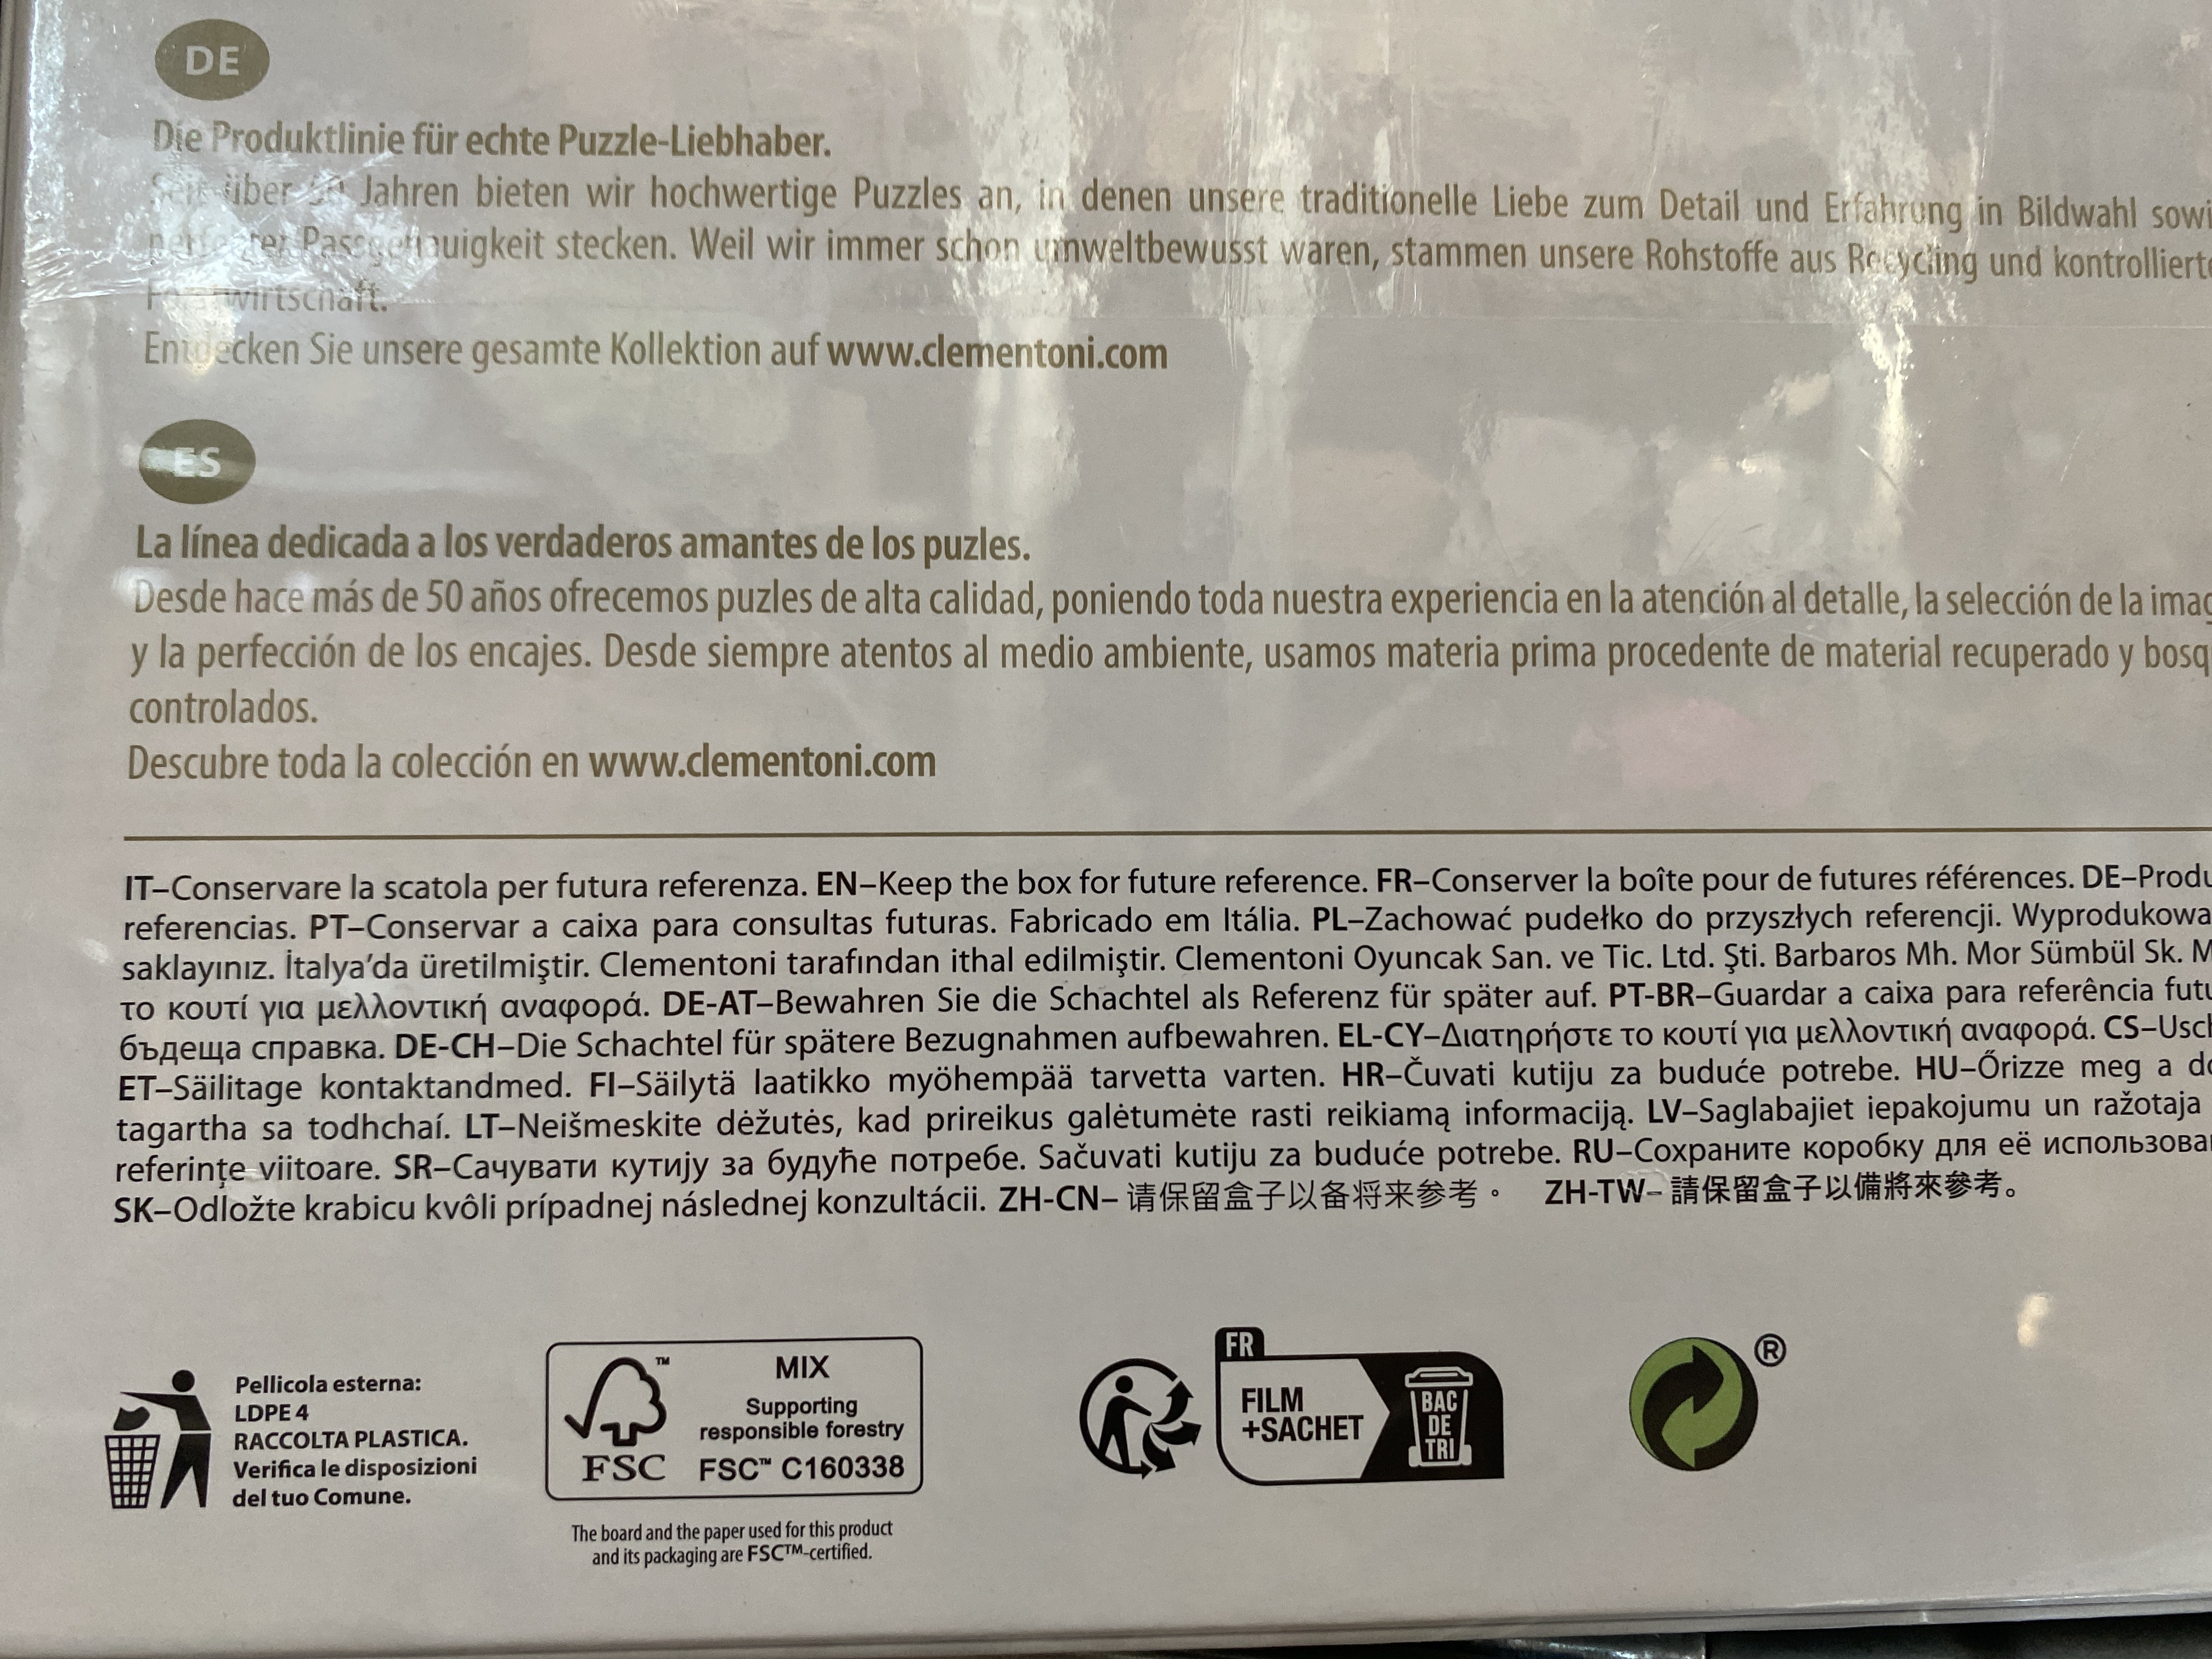 DE
Die Produktlinie für echte Puzzle-Liebhaber.
Seit über Jahren bieten wir hochwertige Puzzles an, in denen unsere traditionelle Liebe zum Detail und Erfahrung in Bildwahl sowi
Passgenauigkeit stecken. Weil wir immer schon umweltbewusst waren, stammen unsere Rohstoffe aus Recycling und kontrollierte
Forstwirtschaft.
Entdecken Sie unsere gesamte Kollektion auf www.clementoni.com
ES
La línea dedicada a los verdaderos amantes de los puzles.
Desde hace más de 50 años ofrecemos puzles de alta calidad, poniendo toda nuestra experiencia en la atención al detalle, la selección de la imag
y la perfección de los encajes. Desde siempre atentos al medio ambiente, usamos materia prima procedente de material recuperado y bosq
controlados.
Descubre toda la colección en www.clementoni.com
IT–Conservare la scatola per futura referenza. EN–Keep the box for future reference. FR–Conserver la boîte pour de futures références. DE–Produ
referencias. PT–Conservar a caixa para consultas futuras. Fabricado em Itália. PL–Zachować pudełko do przyszłych referencji. Wyprodukowa
saklayınız. İtalya’da üretilmiştir. Clementoni tarafından ithal edilmiştir. Clementoni Oyuncak San. ve Tic. Ltd. Şti. Barbaros Mh. Mor Sümbül Sk. M
το κουτί για μελλοντική αναφορά. DE-AT–Bewahren Sie die Schachtel als Referenz für später auf. PT-BR–Guardar a caixa para referência futu
бъдеща справка. DE-CH–Die Schachtel für spätere Bezugnahmen aufbewahren. EL-CY–Διατηρήστε το κουτί για μελλοντική αναφορά. CS–Usch
ET–Säilitage kontaktandmed. FI–Säilytä laatikko myöhempää tarvetta varten. HR–Čuvati kutiju za buduće potrebe. HU–Őrizze meg a do
tagartha sa todhchaí. LT–Neišmeskite dėžutės, kad prireikus galėtumėte rasti reikiamą informaciją. LV–Saglabajiet iepakojumu un ražotaja
referințe viitoare. SR–Сачувати кутију за будуће потребе. Sačuvati kutiju za buduće potrebe. RU–Сохраните коробку для её использова
SK–Odložte krabicu kvôli prípadnej následnej konzultácii. ZH-CN– 请保留盒子以备将来参考。 ZH-TW– 請保留盒子以備將來參考。
Pellicola esterna:
LDPE 4
RACCOLTA PLASTICA.
Verifica le disposizioni
del tuo Comune.
FSC
MIX
Supporting
responsible forestry
FSC™ C160338
The board and the paper used for this product
and its packaging are FSC™-certified.
FR
FILM
+SACHET
BAC
DE
TRI
®